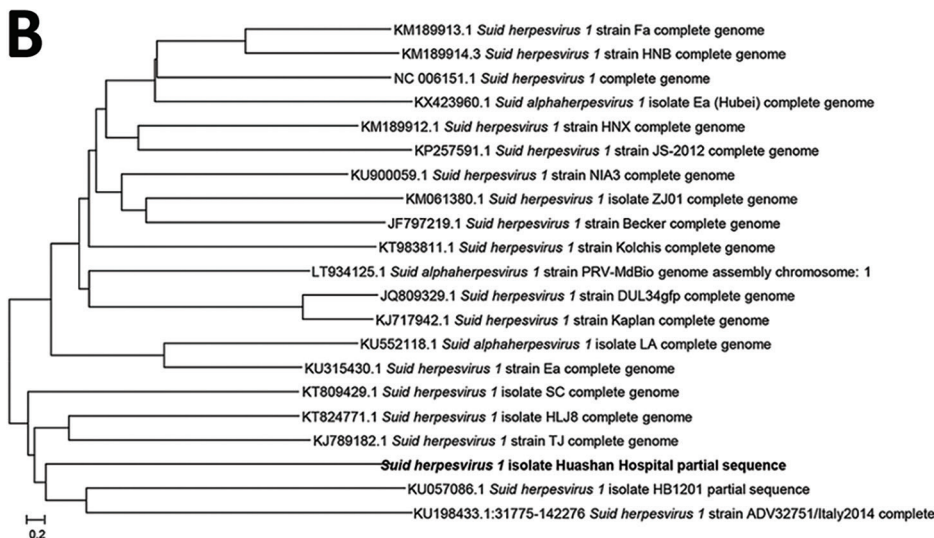 B
KM189913.1 Suid herpesvirus 1 strain Fa complete genome
KM189914.3 Suid herpesvirus 1 strain HNB complete genome
NC 006151.1 Suid herpesvirus 1 complete genome
KX423960.1 Suid alphaherpesvirus 1 isolate Ea (Hubei) complete genome
KM189912.1 Suid herpesvirus 1 strain HNX complete genome
KP257591.1 Suid herpesvirus 1 strain JS-2012 complete genome
KU900059.1 Suid herpesvirus 1 strain NIA3 complete genome
KM061380.1 Suid herpesvirus 1 isolate ZJ01 complete genome
JF797219.1 Suid herpesvirus 1 strain Becker complete genome
KT983811.1 Suid herpesvirus 1 strain Kolchis complete genome
LT934125.1 Suid alphaherpesvirus 1 strain PRV-MdBio genome assembly chromosome: 1
JQ809329.1 Suid herpesvirus 1 strain DUL34gfp complete genome
KJ717942.1 Suid herpesvirus 1 strain Kaplan complete genome
KU552118.1 Suid alphaherpesvirus 1 isolate LA complete genome
KU315430.1 Suid herpesvirus 1 strain Ea complete genome
KT809429.1 Suid herpesvirus 1 isolate SC complete genome
KT824771.1 Suid herpesvirus 1 isolate HLJ8 complete genome
KJ789182.1 Suid herpesvirus 1 strain TJ complete genome
Suid herpesvirus 1 isolate Huashan Hospital partial sequence
KU057086.1 Suid herpesvirus 1 isolate HB1201 partial sequence
KU198433.1:31775-142276 Suid herpesvirus 1 strain ADV32751/Italy2014 complete
0.2